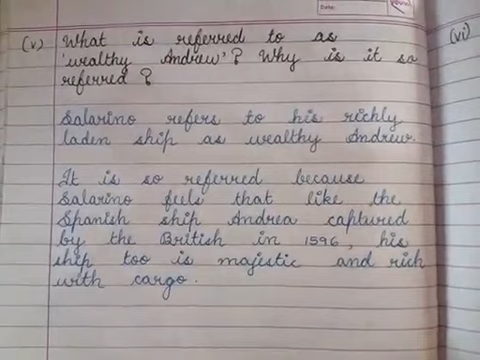 Date:
(v) What is referred to as
'wealthy Andrew'? Why is it so
referred?
Salarino refers to his richly
laden ship as wealthy Andrew.
It is so referred because
Salarino feels that like the
Spanish ship Andrea captured
by the British in 1596, his
ship too is majistic and rich
with cargo.
(vi)